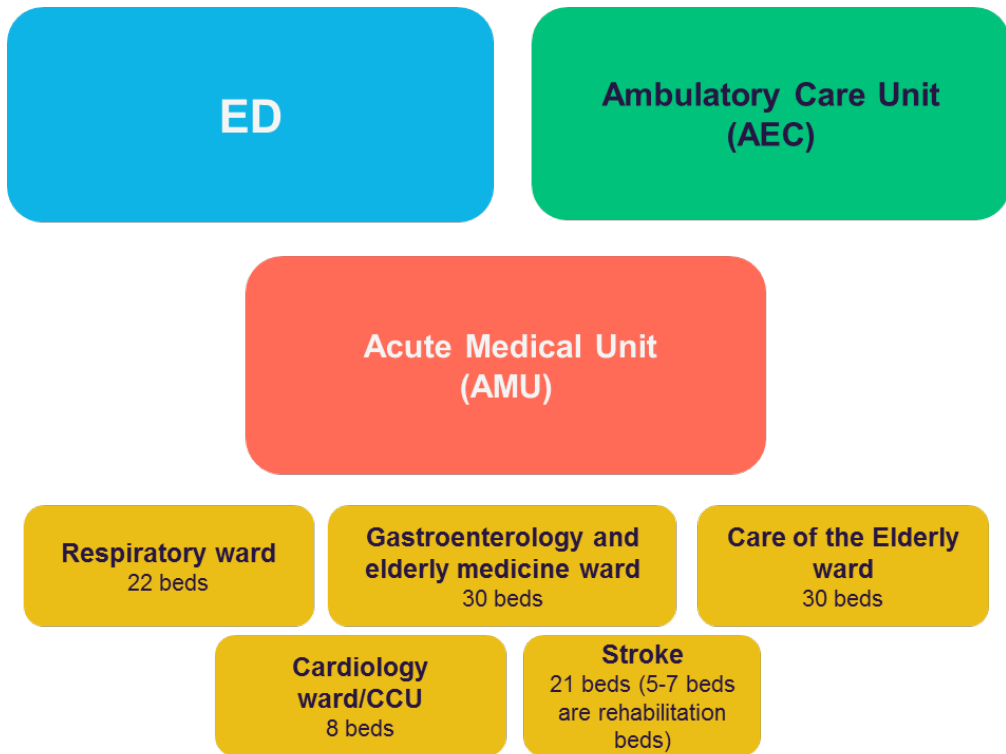 ED
Ambulatory Care Unit
(AEC)
Acute Medical Unit
(AMU)
Respiratory ward
22 beds
Gastroenterology and
elderly medicine ward
30 beds
Care of the Elderly
ward
30 beds
Cardiology
ward/CCU
8 beds
Stroke
21 beds (5-7 beds
are rehabilitation
beds)